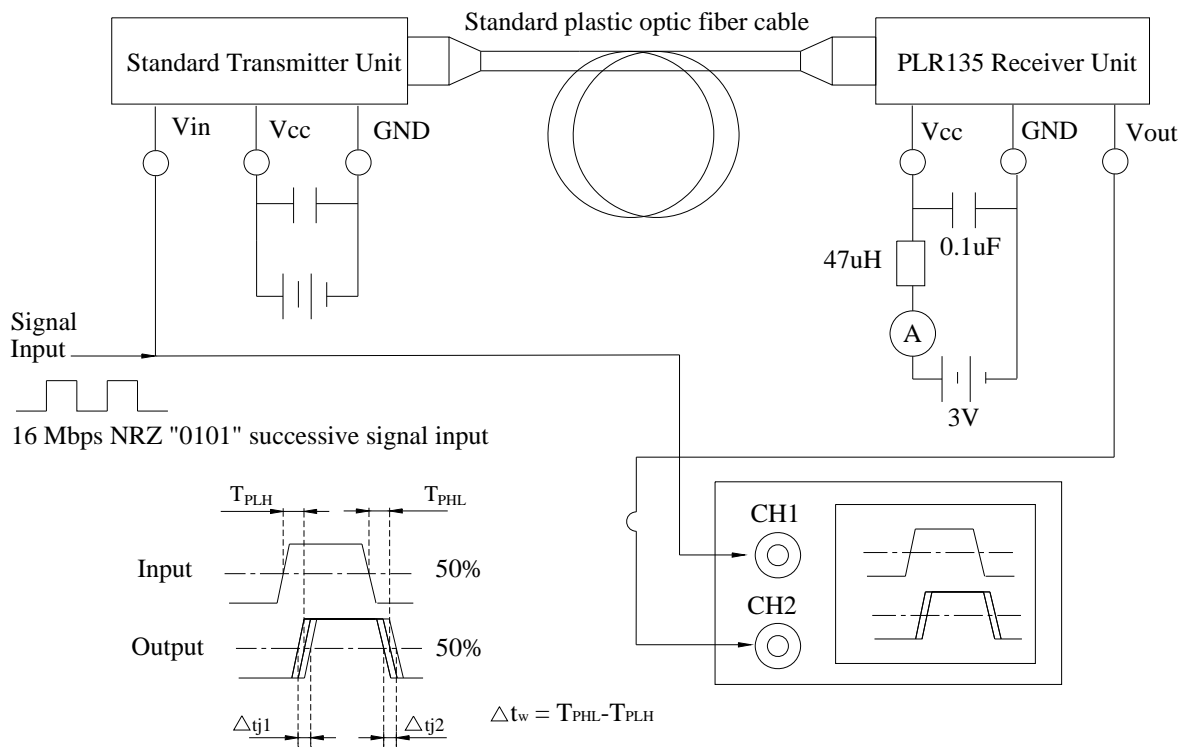 Standard plastic optic fiber cable
Standard Transmitter Unit
PLR135 Receiver Unit
Vin
Vcc
GND
Vcc
GND
Vout
0.1uF
47uH
A
3V
Signal
Input
16 Mbps NRZ "0101" successive signal input
TPLH
TPHL
Input
50%
Output
50%
△tj1
△tj2
△tw = TPHL-TPLH
CH1
CH2